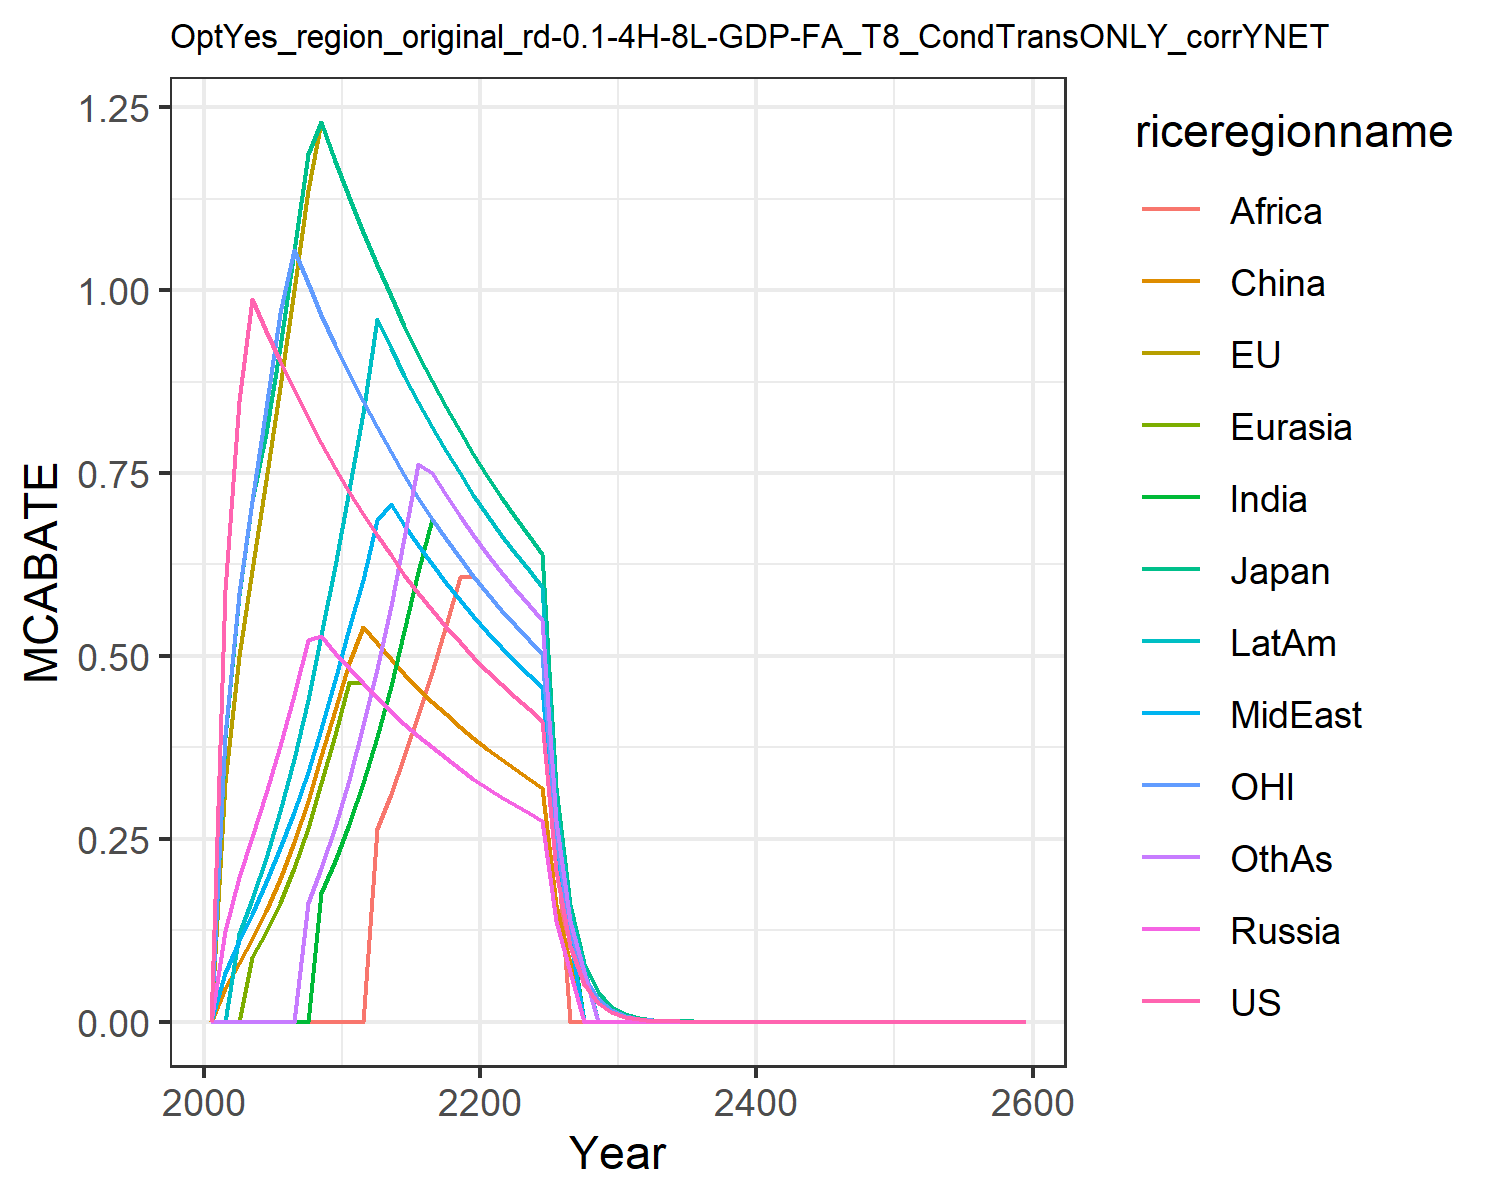 OptYes_region_original_rd-0.1-4H-8L-GDP-FA_T8_CondTransONLY_corrYNET
1.25
1.00
0.75
0.50
0.25
0.00
MCABATE
2000
2200
2400
2600
Year
riceregionname
Africa
China
EU
Eurasia
India
Japan
LatAm
MidEast
OHI
OthAs
Russia
US